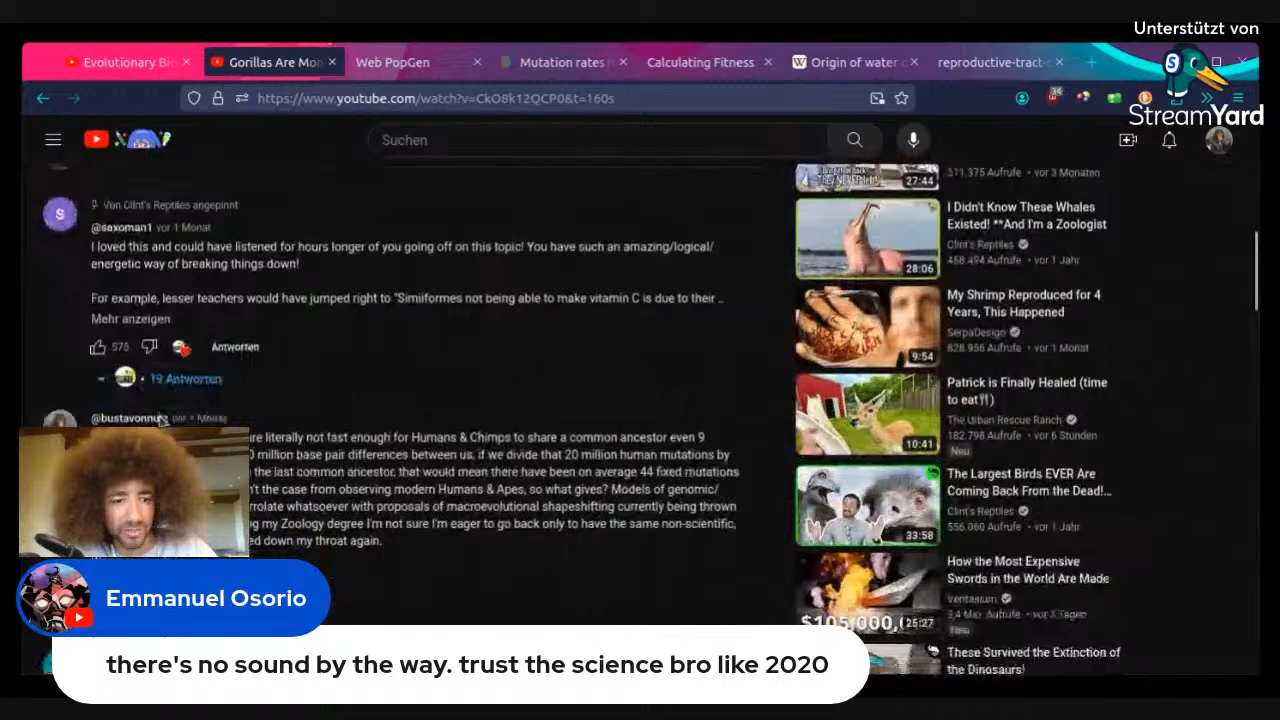 Unterstützt von
StreamYard
Evolutionary Bi
Gorillas Are Mon
Web PopGen
Mutation rates
Calculating Fitness
Origin of water c
reproductive-tract-
https://www.youtube.com/watch?v=CkO8k12QCP0&t=160s
34
Suchen
Von Clint's Reptiles angepinnt
S
@saxoman1 vor 1 Monat
I loved this and could have listened for hours longer of you going off on this topic! You have such an amazing/logical/
energetic way of breaking things down!
For example, lesser teachers would have jumped right to "Simiiformes not being able to make vitamin C is due to their ..
Mehr anzeigen
575
Antworten
19 Antworten
@bustavonnu
re literally not fast enough for Humans & Chimps to share a common ancestor even 9
0 million base pair differences between us, if we divide that 20 million human mutations by
the last common ancestor, that would mean there have been on average 44 fixed mutations
't the case from observing modern Humans & Apes, so what gives? Models of genomic/
rrolate whatsoever with proposals of macroevolutional shapeshifting currently being thrown
g my Zoology degree I'm not sure I'm eager to go back only to have the same non-scientific,
ed down my throat again.
27:44
511.375 Aufrufe • vor 3 Monaten
I Didn't Know These Whales
Existed! **And I'm a Zoologist
Clint's Reptiles
458.494 Aufrufe • vor 1 Jahr
28:06
My Shrimp Reproduced for 4
Years, This Happened
SerpaDesign
828.956 Aufrufe • vor 1 Monat
9:54
Patrick is Finally Healed (time
to eat🍴)
The Urban Rescue Ranch
182.798 Aufrufe • vor 6 Stunden
Neu
10:41
The Largest Birds EVER Are
Coming Back From the Dead!...
Clint's Reptiles
556.060 Aufrufe • vor 1 Jahr
33:58
How the Most Expensive
Swords in the World Are Made
Veritasium
Neu
25:27
These Survived the Extinction of
the Dinosaurs!
Emmanuel Osorio
there's no sound by the way. trust the science bro like 2020